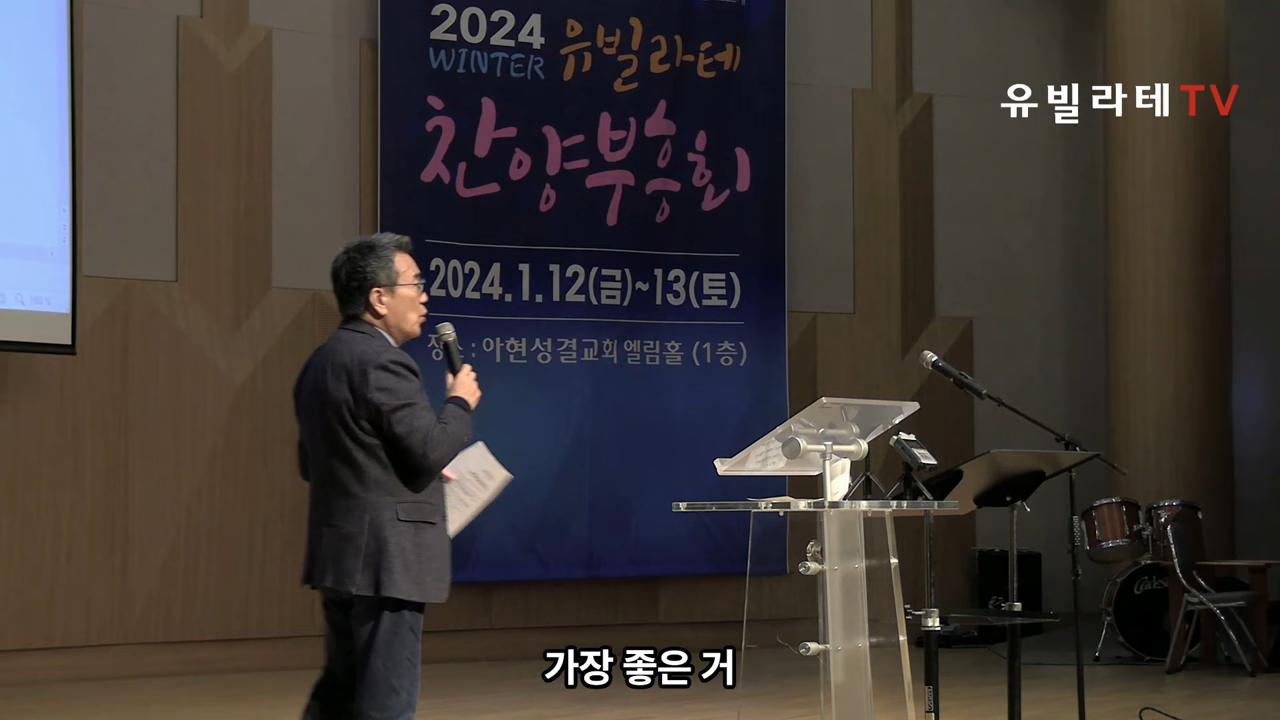 2024
WINTER 유빌라테
찬양부흥회
2024.1.12(금)~13(토)
장소 : 아현성결교회 엘림홀 (1층)
유빌라테TV
가장 좋은 거